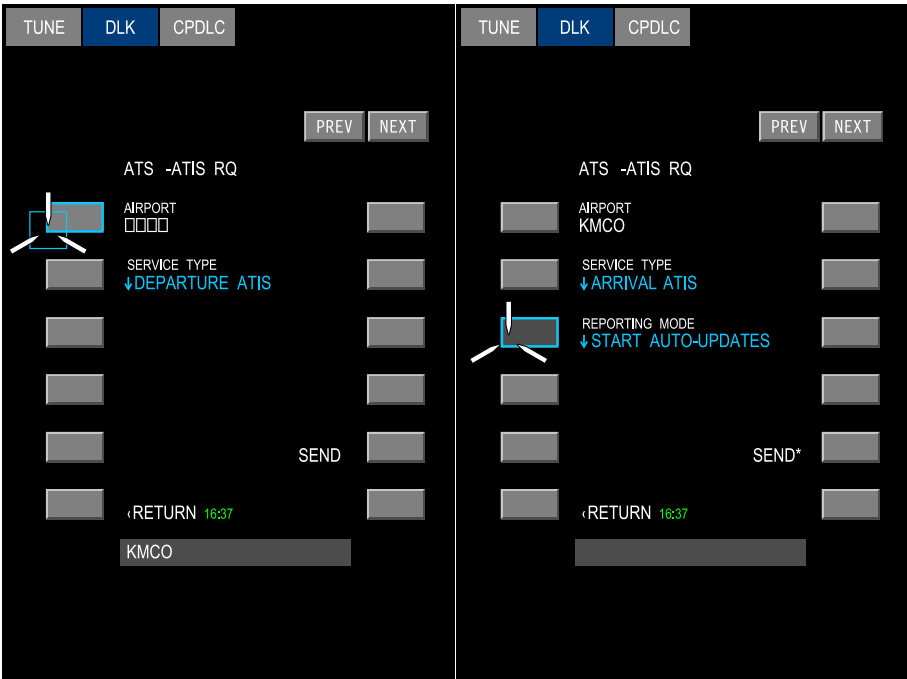 TUNE DLK CPDLC
PREV NEXT
ATS -ATIS RQ
AIRPORT
□□□□
SERVICE TYPE
↓DEPARTURE ATIS
SEND
‹RETURN 16:37
KMCO
TUNE DLK CPDLC
PREV NEXT
ATS -ATIS RQ
AIRPORT
KMCO
SERVICE TYPE
↓ARRIVAL ATIS
REPORTING MODE
↓START AUTO-UPDATES
SEND*
‹RETURN 16:37